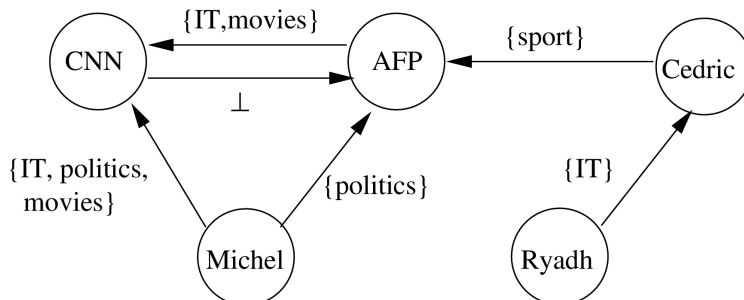 {IT,movies}
{sport}
CNN
AFP
Cedric
⊥
{IT, politics,
movies}
{politics}
{IT}
Michel
Ryadh